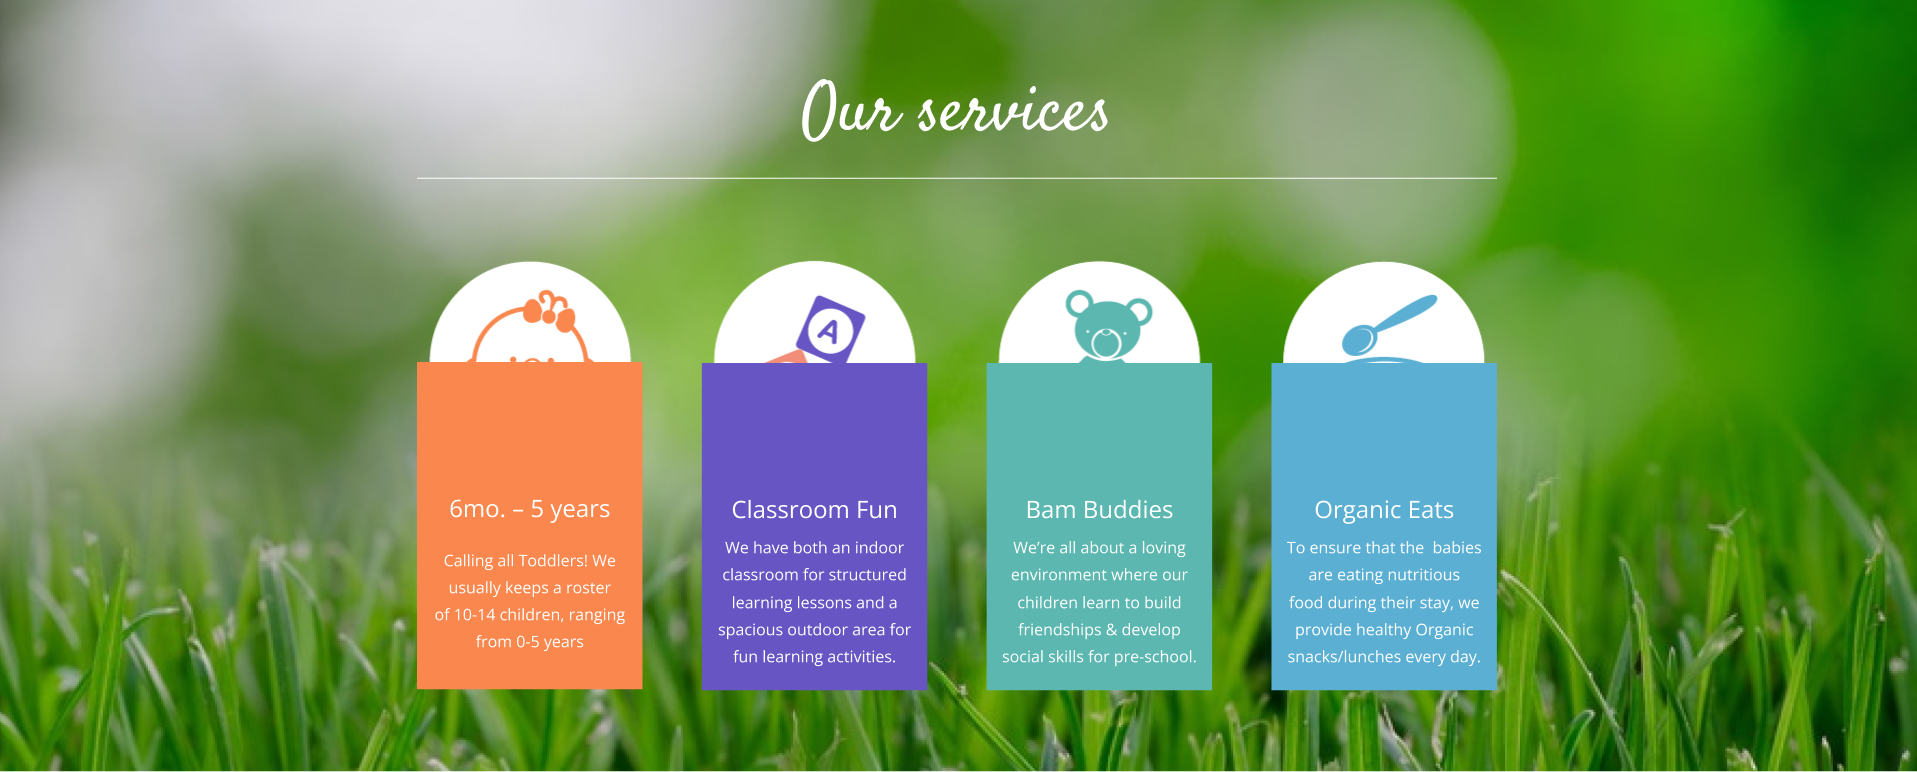 Our services
A
6mo. – 5 years
Calling all Toddlers! We
usually keeps a roster
of 10-14 children, ranging
from 0-5 years
Classroom Fun
We have both an indoor
classroom for structured
learning lessons and a
spacious outdoor area for
fun learning activities.
Bam Buddies
We’re all about a loving
environment where our
children learn to build
friendships & develop
social skills for pre-school.
Organic Eats
To ensure that the  babies
are eating nutritious
food during their stay, we
provide healthy Organic
snacks/lunches every day.